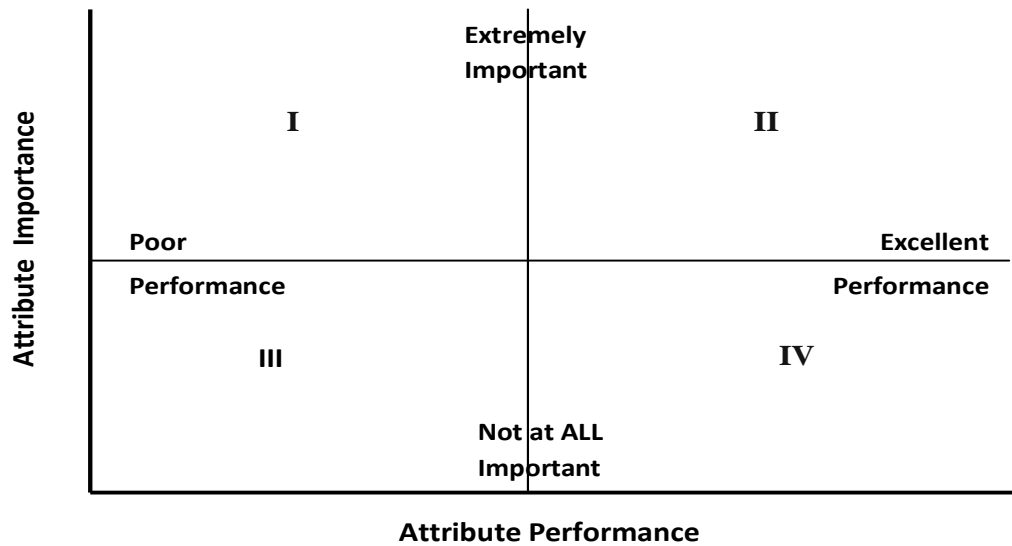 Extremely
Important
I
II
Attribute Importance
Poor
Excellent
Performance
Performance
III
IV
Not at ALL
Important
Attribute Performance